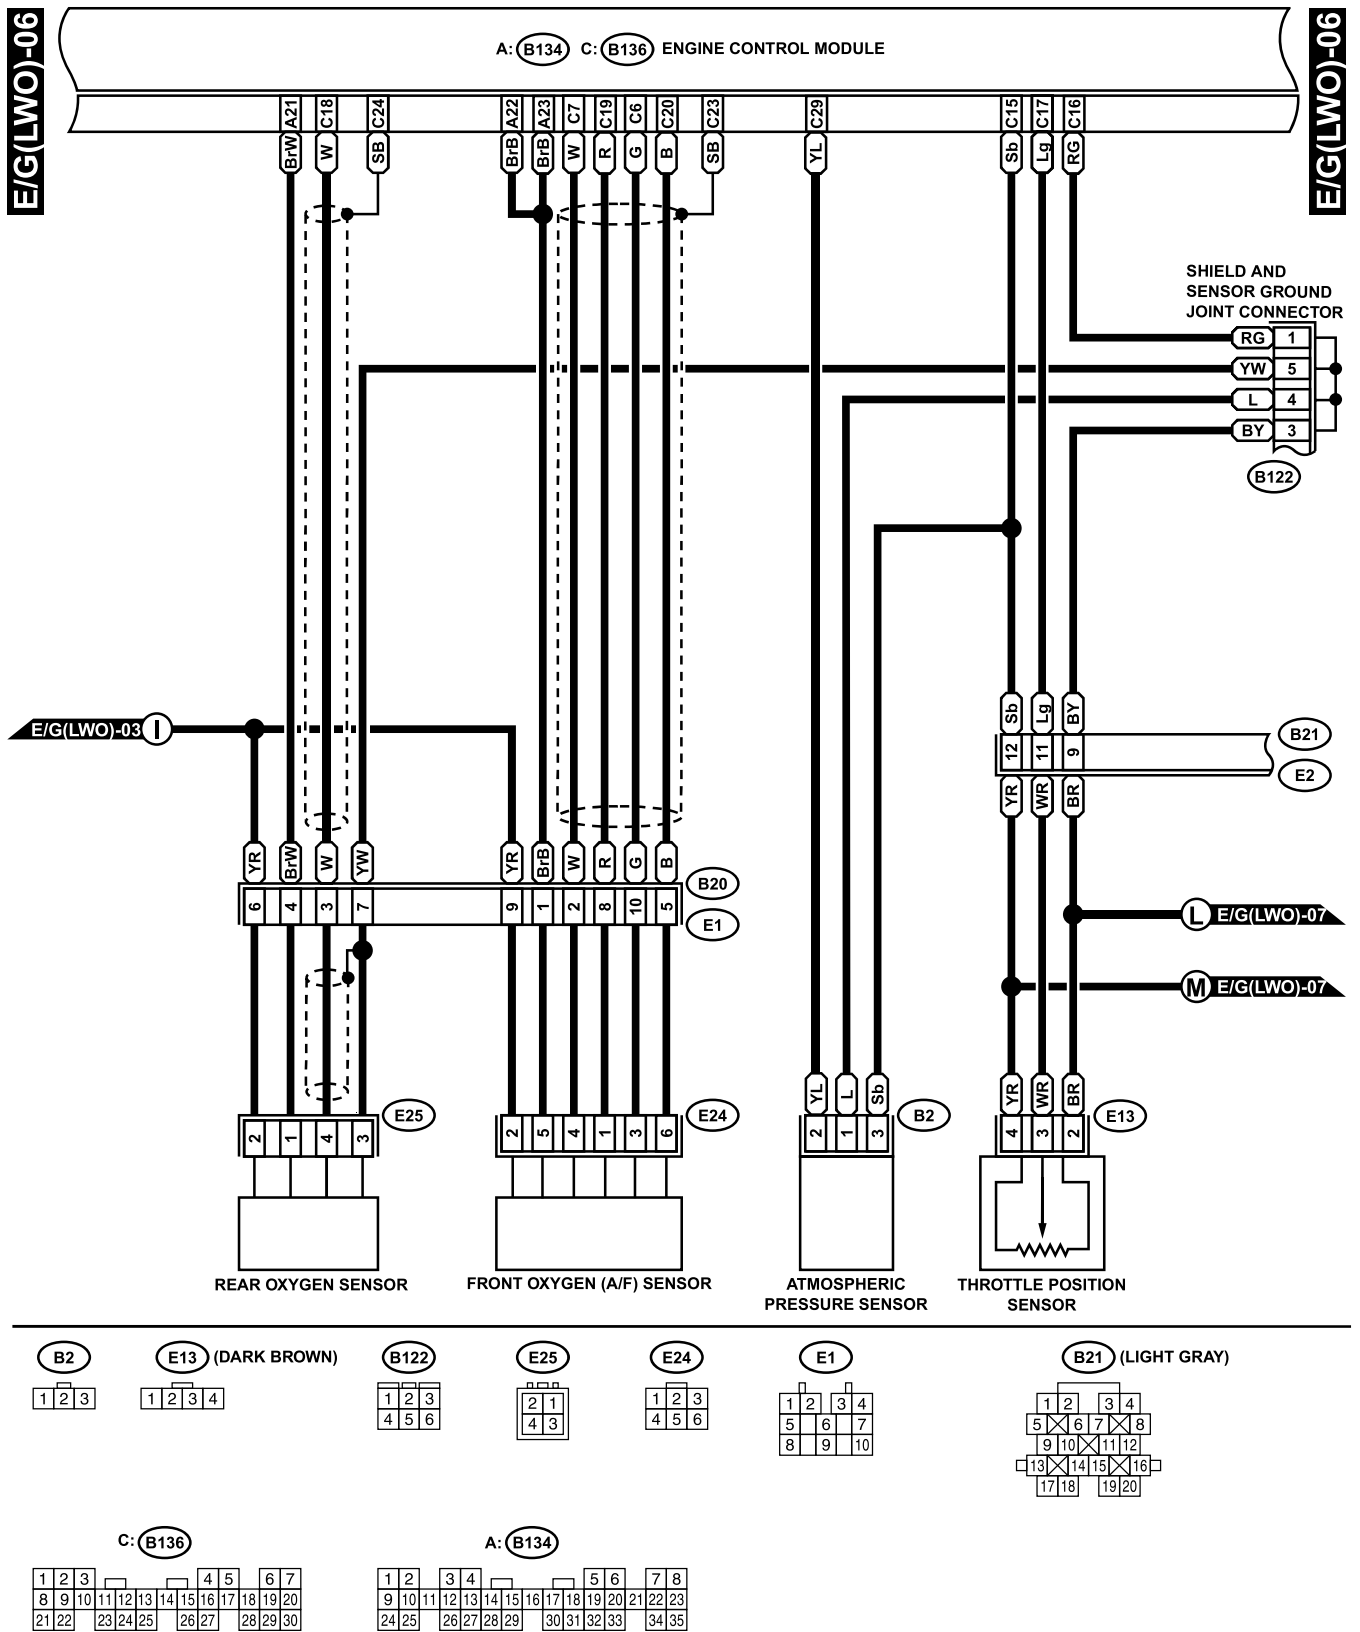 E/G(LWO)-06
E/G(LWO)-06
A: B134 C: B136 ENGINE CONTROL MODULE
A21 C18 C24 A22 A23 C7 C19 C6 C20 C23 C29 C15 C17 C16
BrW W SB BrB BrB W R G B SB YL Sb Lg RG
SHIELD AND
SENSOR GROUND
JOINT CONNECTOR
RG 1
YW 5
L 4
BY 3
B122
Sb Lg BY
E/G(LWO)-03 I
12 11 9
B21
E2
YR WR BR
YR BrW W YW YR BrB W R G B
6 4 3 7 9 1 2 8 10 5
B20
E1
L E/G(LWO)-07
M E/G(LWO)-07
YL L Sb YR WR BR
2 1 4 3 E25
2 5 4 1 3 6 E24
2 1 3 B2
4 3 2 E13
REAR OXYGEN SENSOR
FRONT OXYGEN (A/F) SENSOR
ATMOSPHERIC
PRESSURE SENSOR
THROTTLE POSITION
SENSOR
B2
1 2 3
E13 (DARK BROWN)
1 2 3 4
B122
1 2 3
4 5 6
E25
2 1
4 3
E24
1 2 3
4 5 6
E1
1 2 3 4
5 6 7
8 9 10
B21 (LIGHT GRAY)
1 2 3 4
5 6 7 8
9 10 11 12
13 14 15 16
17 18 19 20
C: B136
1 2 3 4 5 6 7
8 9 10 11 12 13 14 15 16 17 18 19 20
21 22 23 24 25 26 27 28 29 30
A: B134
1 2 3 4 5 6 7 8
9 10 11 12 13 14 15 16 17 18 19 20 21 22 23
24 25 26 27 28 29 30 31 32 33 34 35